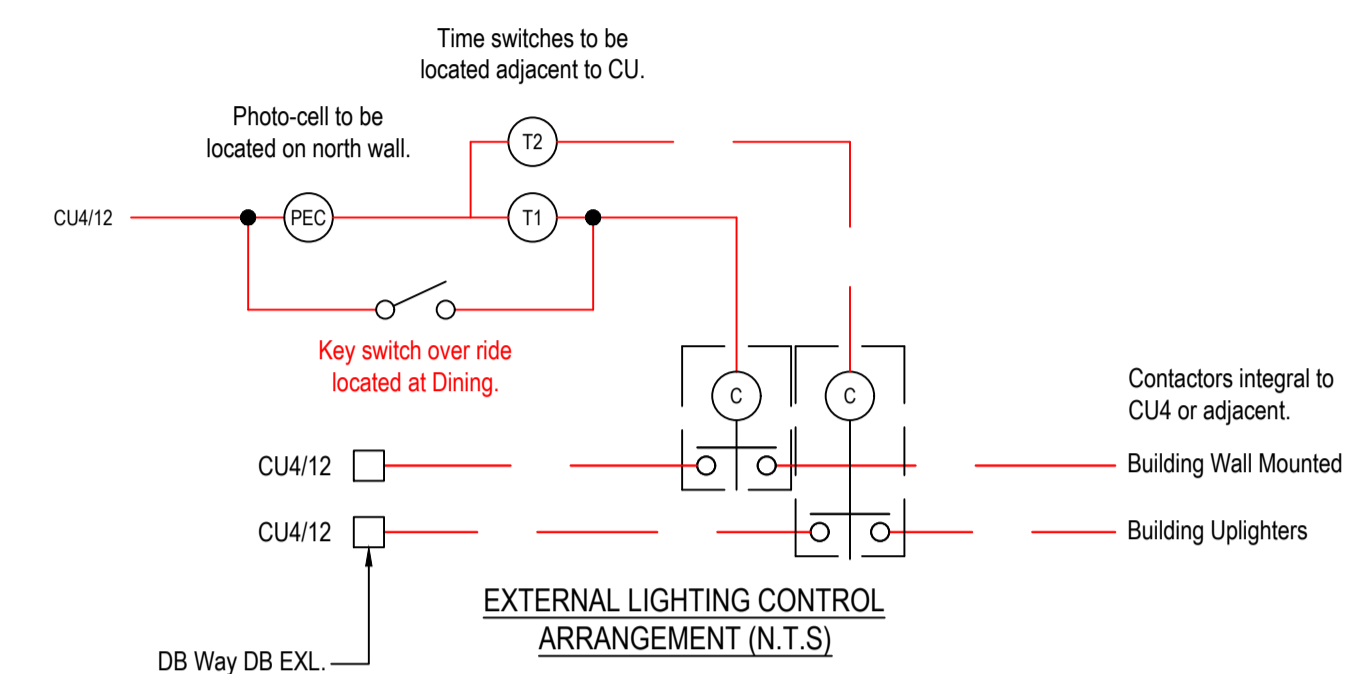 Time switches to be
located adjacent to CU.
Photo-cell to be
located on north wall.
T2
CU4/12
PEC
T1
Key switch over ride
located at Dining.
C
C
Contactors integral to
CU4 or adjacent.
CU4/12
Building Wall Mounted
CU4/12
Building Uplighters
EXTERNAL LIGHTING CONTROL
ARRANGEMENT (N.T.S)
DB Way DB EXL.